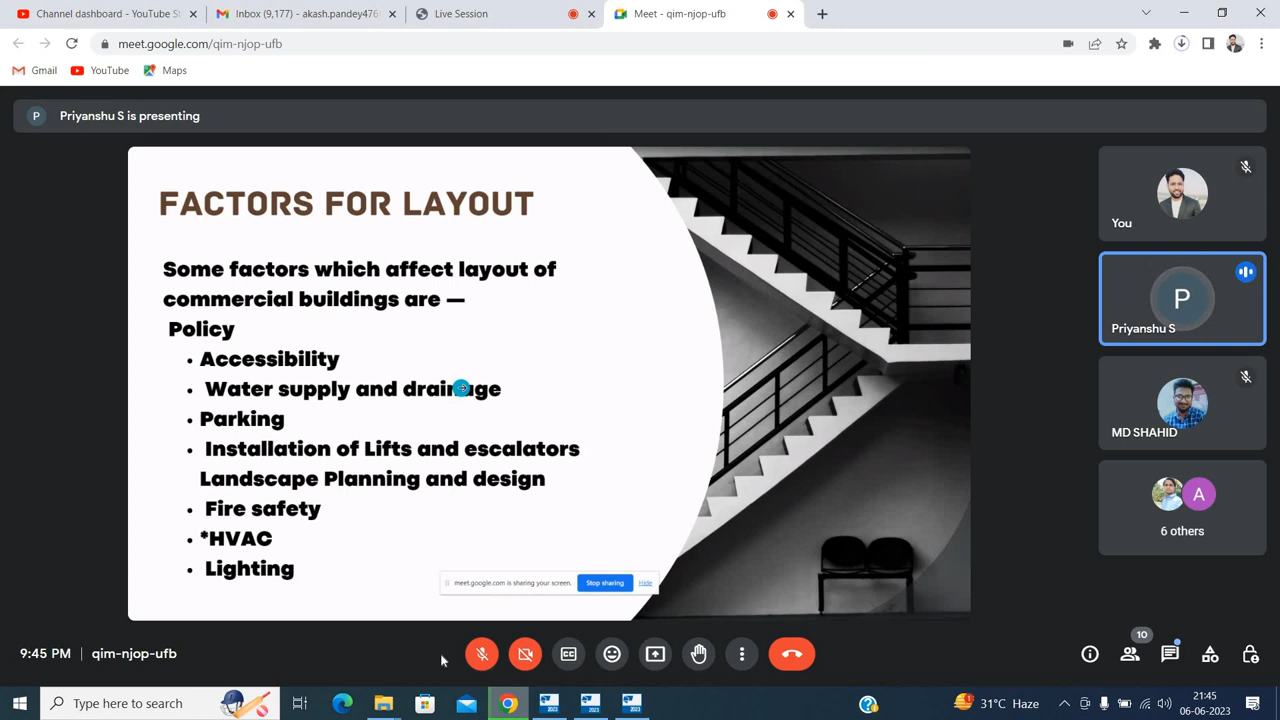 Channel dashboard - YouTube St
Inbox (9,177) - akash.pandey476
Live Session
Meet - qim-njop-ufb
meet.google.com/qim-njop-ufb
Gmail
YouTube
Maps
P
Priyanshu S is presenting
FACTORS FOR LAYOUT
Some factors which affect layout of
commercial buildings are —
Policy
• Accessibility
• Water supply and
• Parking
• Installation of Lifts and escalators
Landscape Planning and design
• Fire safety
• *HVAC
• Lighting
meet.google.com is sharing your screen.
Stop sharing
Hide
You
P
Priyanshu S
MD SHAHID
A
6 others
9:45 PM | qim-njop-ufb
10
Type here to search
2023
2023
2023
1
31°C Haze
21:45
06-06-2023